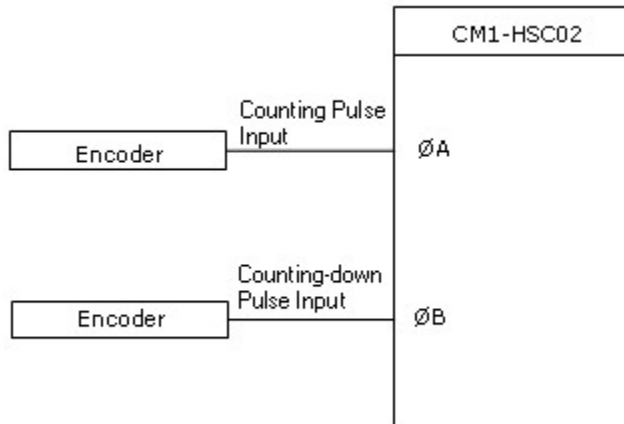 CM1-HSC02
Counting Pulse
Input
Encoder
ØA
Counting-down
Pulse Input
Encoder
ØB